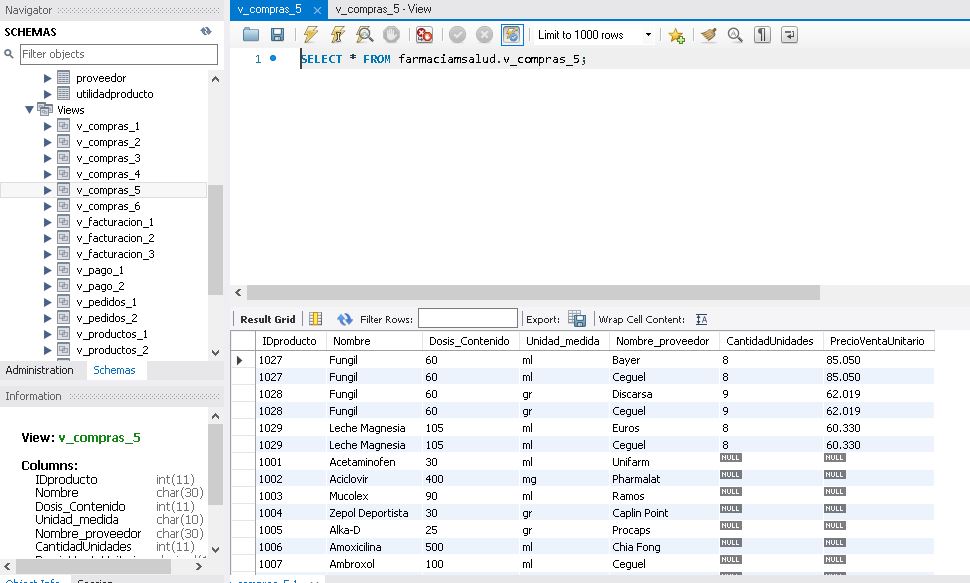 Navigator
SCHEMAS
Filter objects
proveedor
utilidadproducto
Views
v_compras_1
v_compras_2
v_compras_3
v_compras_4
v_compras_5
v_compras_6
v_facturacion_1
v_facturacion_2
v_facturacion_3
v_pago_1
v_pago_2
v_pedidos_1
v_pedidos_2
v_productos_1
v_productos_2
Administration Schemas
Information
View: v_compras_5
Columns:
IDproducto int(11)
Nombre char(30)
Dosis_Contenido int(11)
Unidad_medida char(10)
Nombre_proveedor char(30)
CantidadUnidades int(11)
Object Info Session
v_compras_5 v_compras_5 - View
Limit to 1000 rows
1 SELECT * FROM farmaciamsalud.v_compras_5;
Result Grid Filter Rows: Export: Wrap Cell Content:
IDproducto Nombre Dosis_Contenido Unidad_medida Nombre_proveedor CantidadUnidades PrecioVentaUnitario
1027 Fungil 60 ml Bayer 8 85.050
1027 Fungil 60 ml Ceguel 8 85.050
1028 Fungil 60 gr Discarsa 9 62.019
1028 Fungil 60 gr Ceguel 9 62.019
1029 Leche Magnesia 105 ml Euros 8 60.330
1029 Leche Magnesia 105 ml Ceguel 8 60.330
1001 Acetaminofen 30 ml Unifarm NULL NULL
1002 Aciclovir 400 mg Pharmalat NULL NULL
1003 Mucolex 90 ml Ramos NULL NULL
1004 Zepol Deportista 30 gr Caplin Point NULL NULL
1005 Alka-D 25 gr Procaps NULL NULL
1006 Amoxicilina 500 ml Chia Fong NULL NULL
1007 Ambroxol 100 ml Ceguel NULL NULL